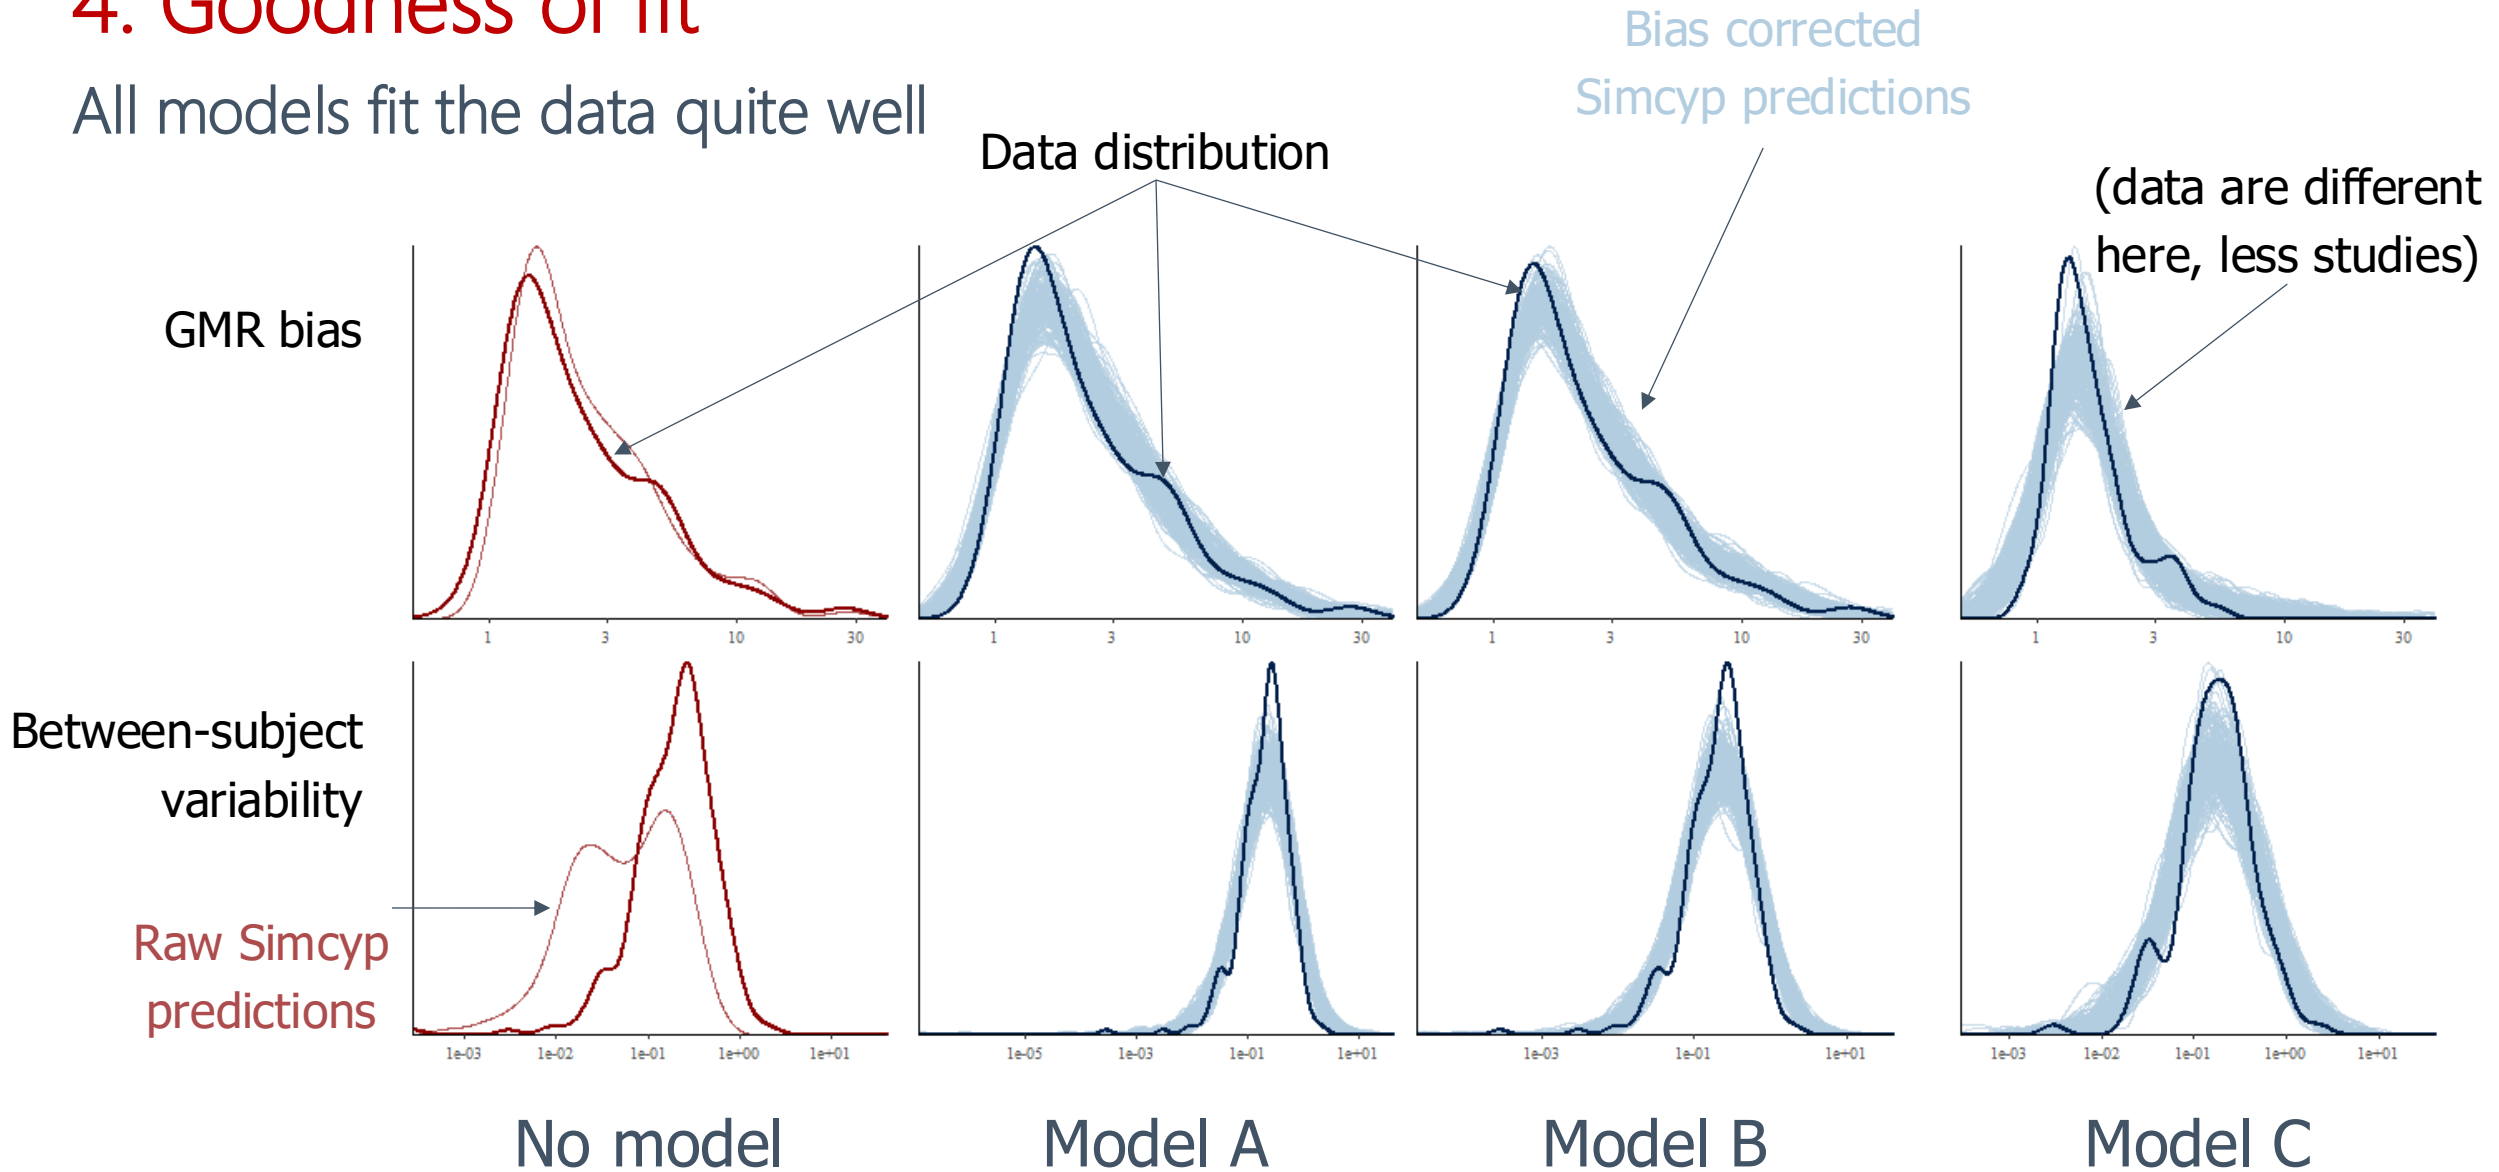 4. Goodness of fit
All models fit the data quite well
Bias corrected
Simcyp predictions
Data distribution
(data are different
here, less studies)
GMR bias
1 3 10 30
1 3 10 30
1 3 10 30
1 3 10 30
Between-subject
variability
Raw Simcyp
predictions
1e-03 1e-02 1e-01 1e+00 1e+01
1e-05 1e-03 1e-01 1e+01
1e-03 1e-01 1e+01
1e-03 1e-02 1e-01 1e+00 1e+01
No model
Model A
Model B
Model C